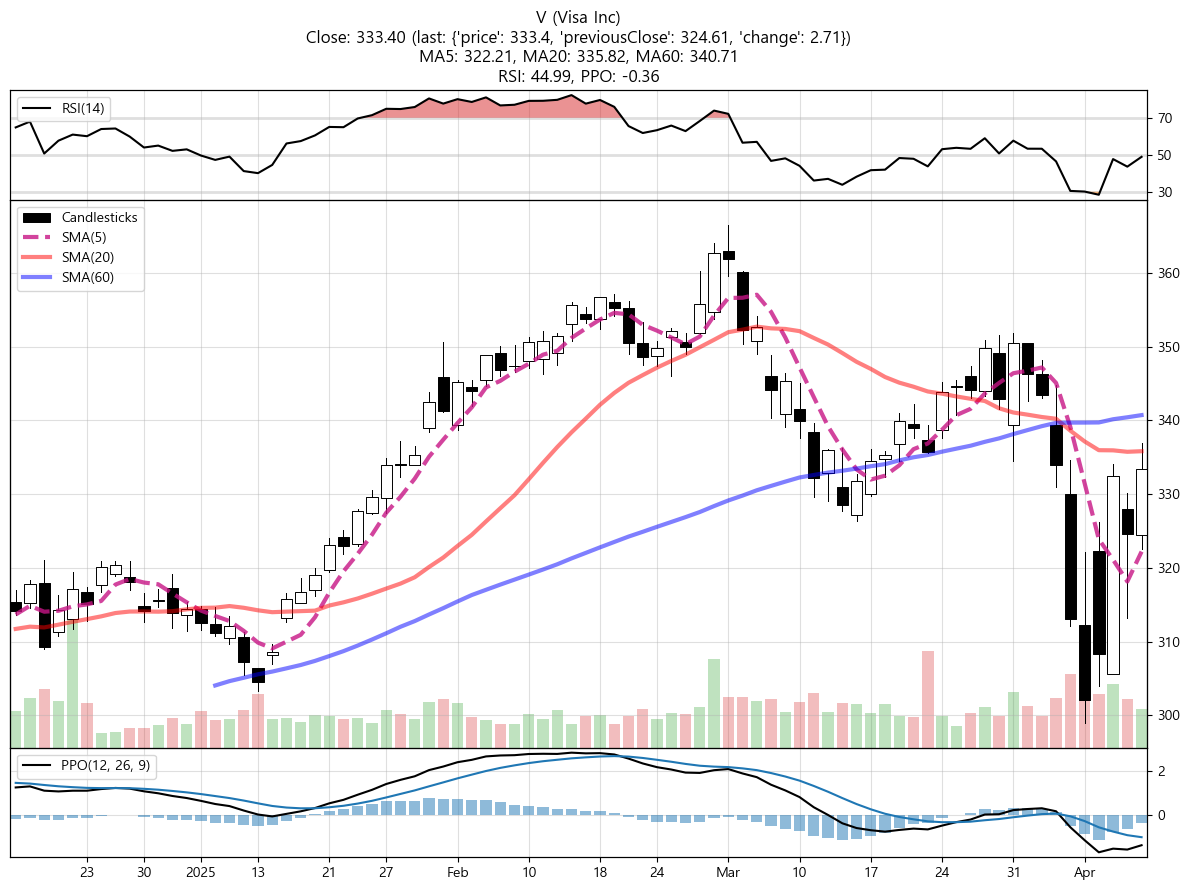 V (Visa Inc)
Close: 333.40 (last: {'price': 333.4, 'previousClose': 324.61, 'change': 2.71})
MA5: 322.21, MA20: 335.82, MA60: 340.71
RSI: 44.99, PPO: -0.36
RSI(14)
70
50
30
Candlesticks
SMA(5)
SMA(20)
SMA(60)
360
350
340
330
320
310
300
PPO(12, 26, 9)
2
0
23 30 2025 13 21 27 Feb 10 18 24 Mar 10 17 24 31 Apr